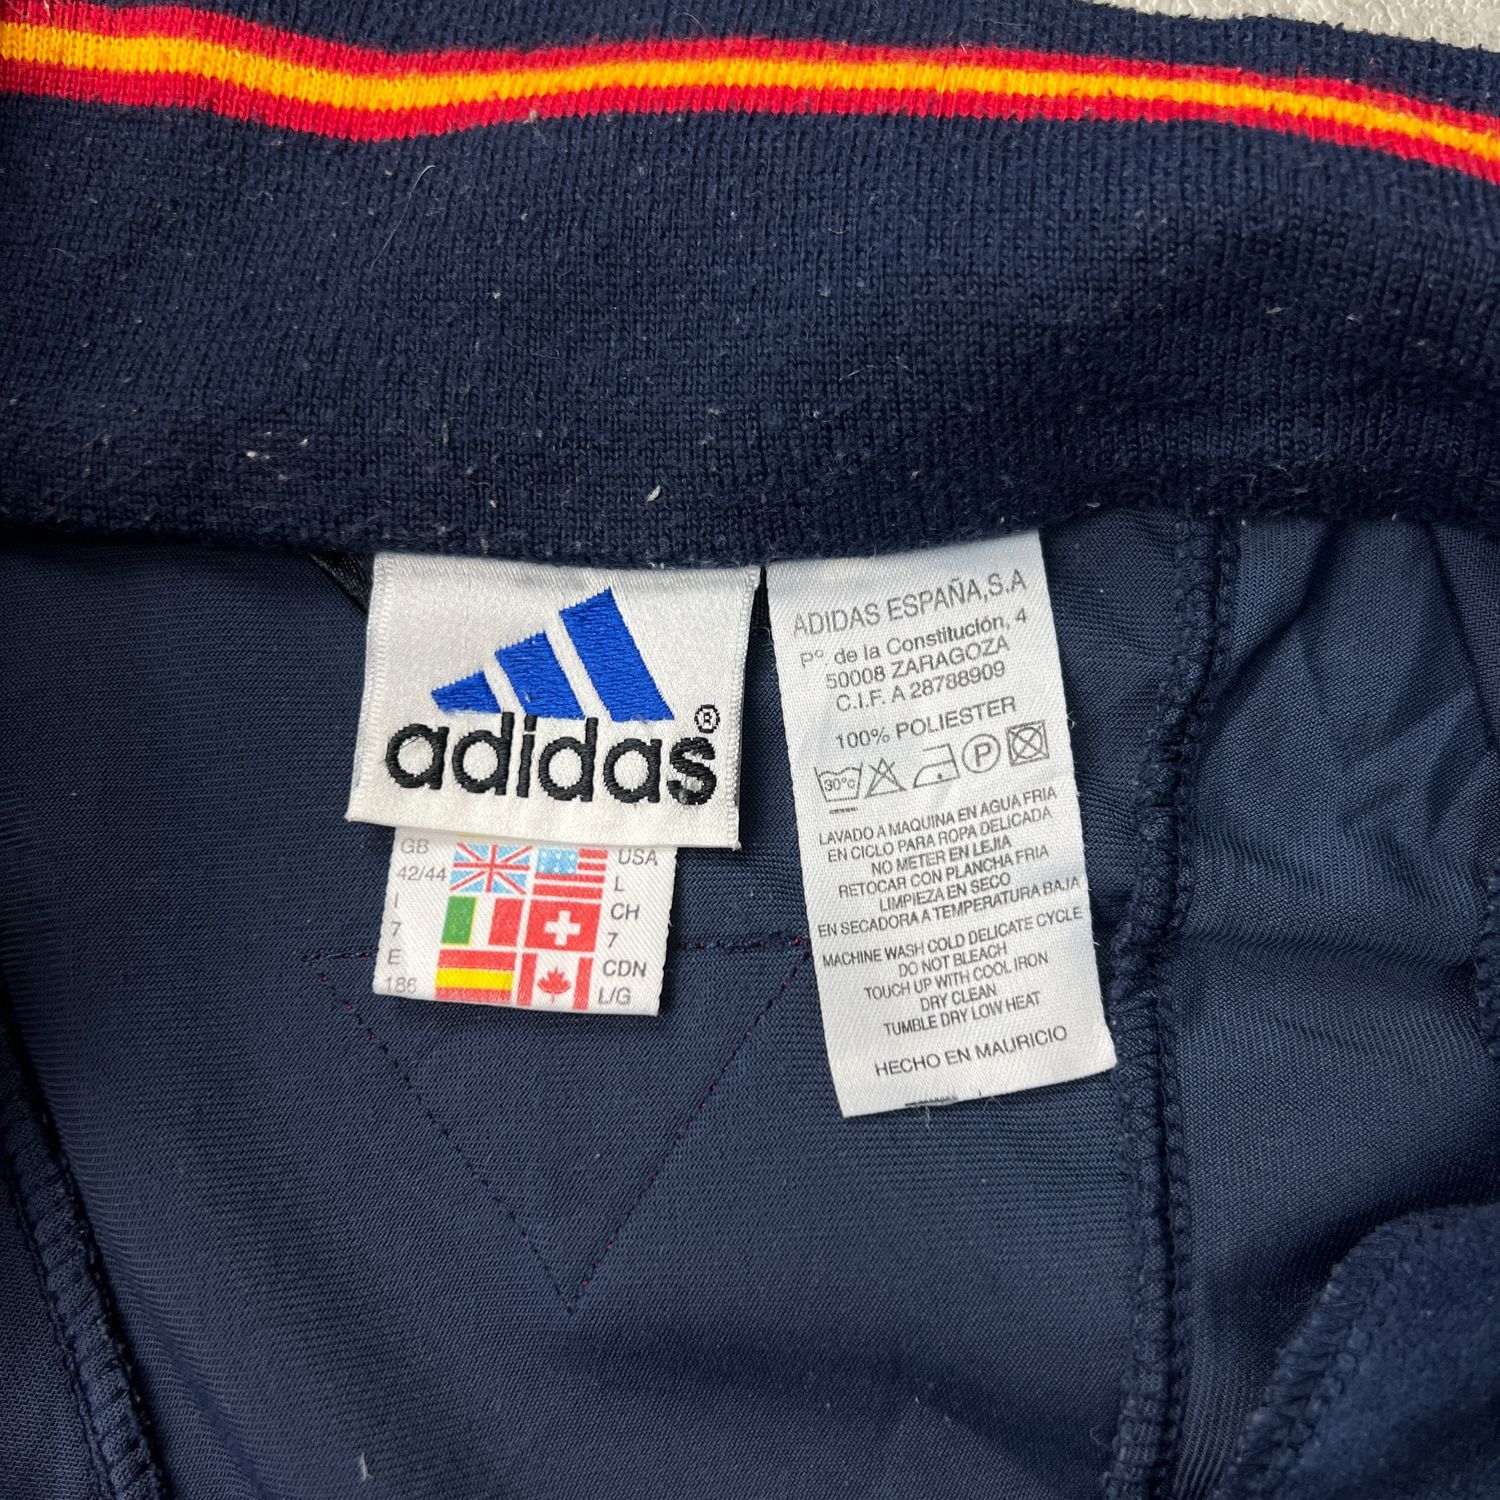 adidas®
GB
42/44
I
7
E
186
USA
L
CH
7
CDN
L/G
ADIDAS ESPAÑA,S.A
Pº. de la Constitución, 4
50008 ZARAGOZA
C.I.F. A 28788909
100% POLIESTER
30°c
P
LAVADO A MAQUINA EN AGUA FRIA
EN CICLO PARA ROPA DELICADA
NO METER EN LEJIA
RETOCAR CON PLANCHA FRIA
LIMPIEZA EN SECO
EN SECADORA A TEMPERATURA BAJA
MACHINE WASH COLD DELICATE CYCLE
DO NOT BLEACH
TOUCH UP WITH COOL IRON
DRY CLEAN
TUMBLE DRY LOW HEAT
HECHO EN MAURICIO